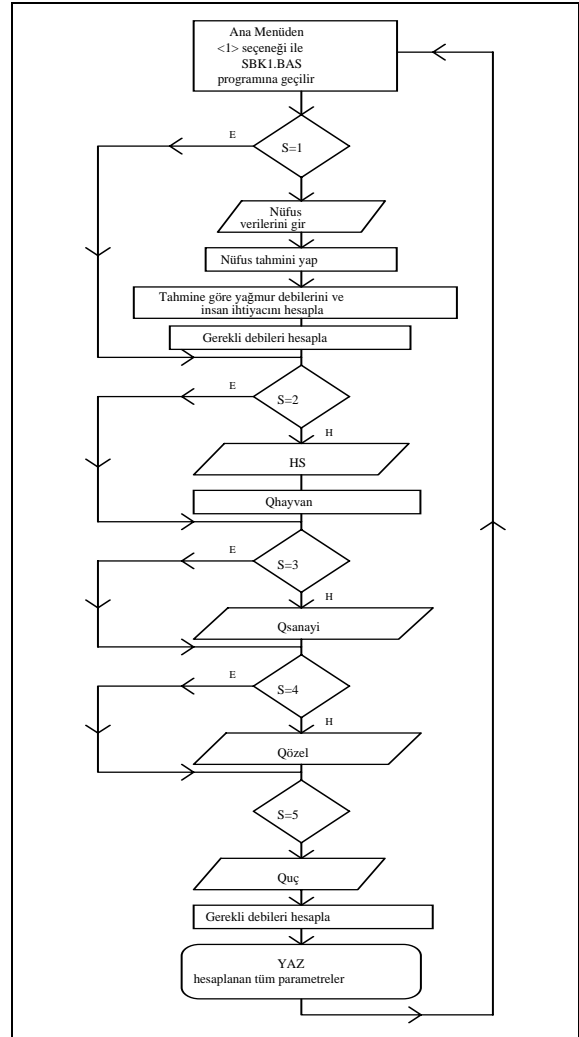 Ana Menüden
<1> seçeneği ile
SBK1.BAS
programına geçilir
E
S=1
Nüfus
verilerini gir
Nüfus tahmini yap
Tahmine göre yağmur debilerini ve
insan ihtiyacını hesapla
Gerekli debileri hesapla
E
S=2
H
HS
Qhayvan
E
S=3
H
Qsanayi
E
S=4
H
Qözel
S=5
Quç
Gerekli debileri hesapla
YAZ
hesaplanan tüm parametreler